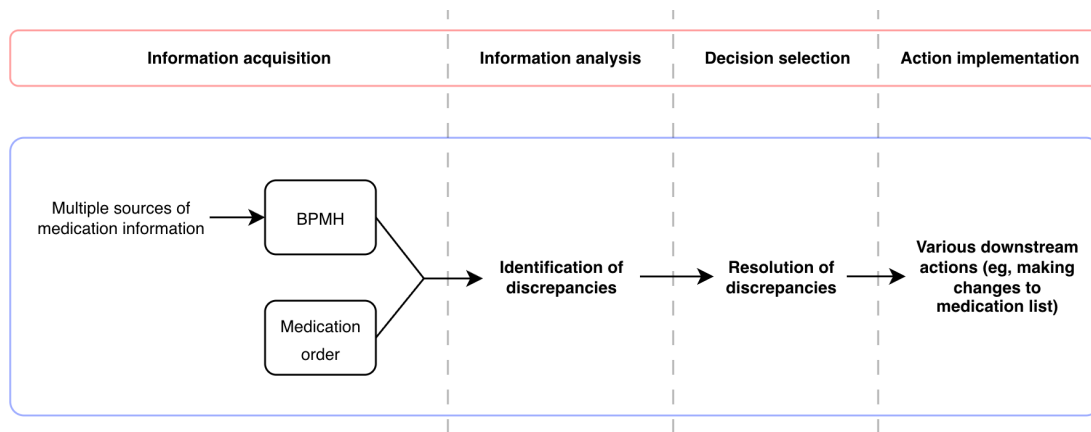 Information acquisition
Information analysis
Decision selection
Action implementation
Multiple sources of
medication information
BPMH
Medication
order
Identification of
discrepancies
Resolution of
discrepancies
Various downstream
actions (eg, making
changes to
medication list)